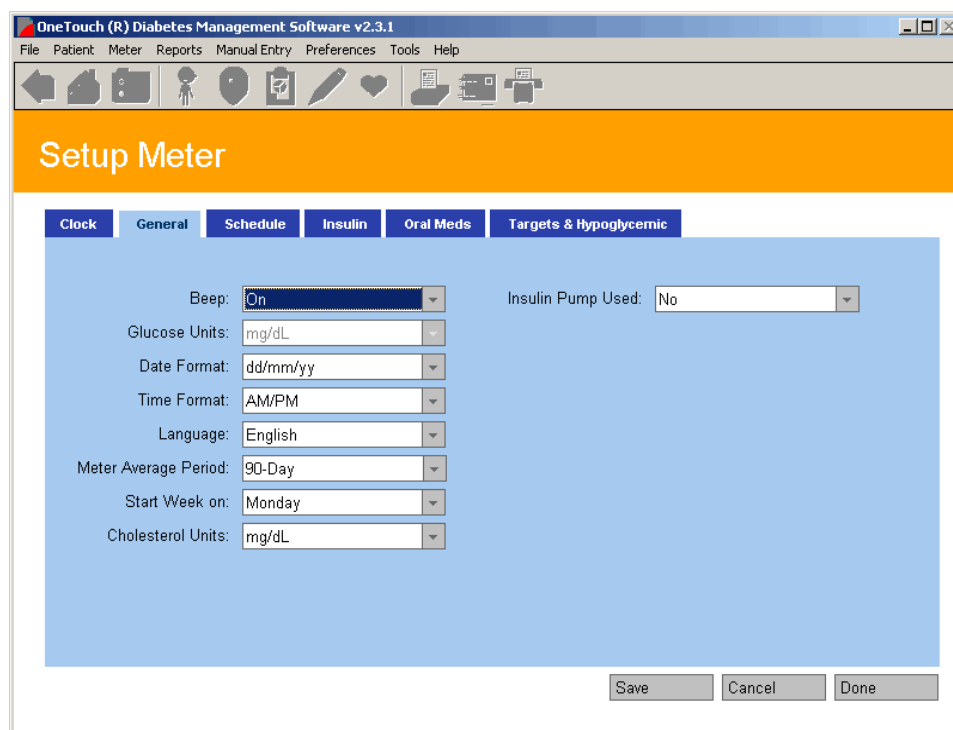 OneTouch (R) Diabetes Management Software v2.3.1
File Patient Meter Reports Manual Entry Preferences Tools Help
Setup Meter
Clock General Schedule Insulin Oral Meds Targets & Hypoglycemic
Beep: On Insulin Pump Used: No
Glucose Units: mg/dL
Date Format: dd/mm/yy
Time Format: AM/PM
Language: English
Meter Average Period: 90-Day
Start Week on: Monday
Cholesterol Units: mg/dL
Save Cancel Done